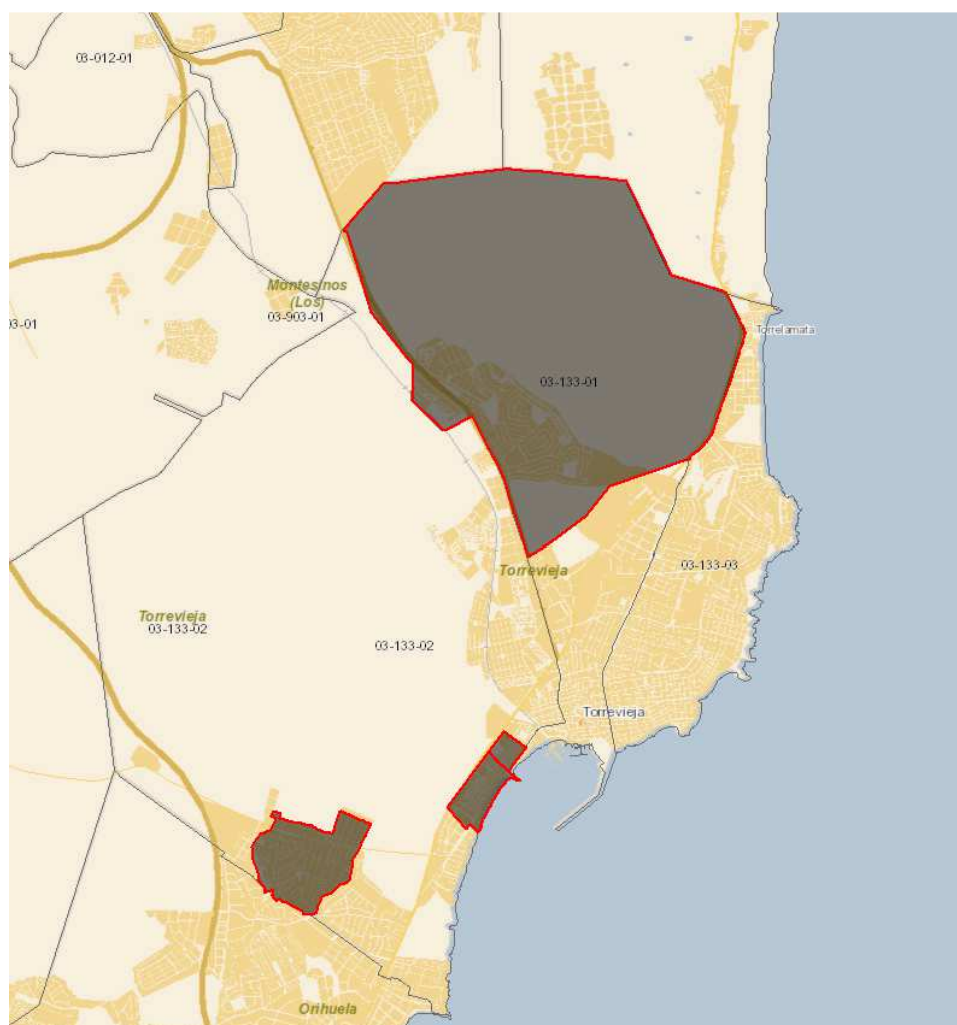 03-012-01
Montesinos
(Los)
03-903-01
03-01
Torrelamata
03-133-01
Torrevieja
03-133-03
Torrevieja
03-133-02
03-133-02
Torrevieja
Orihuela